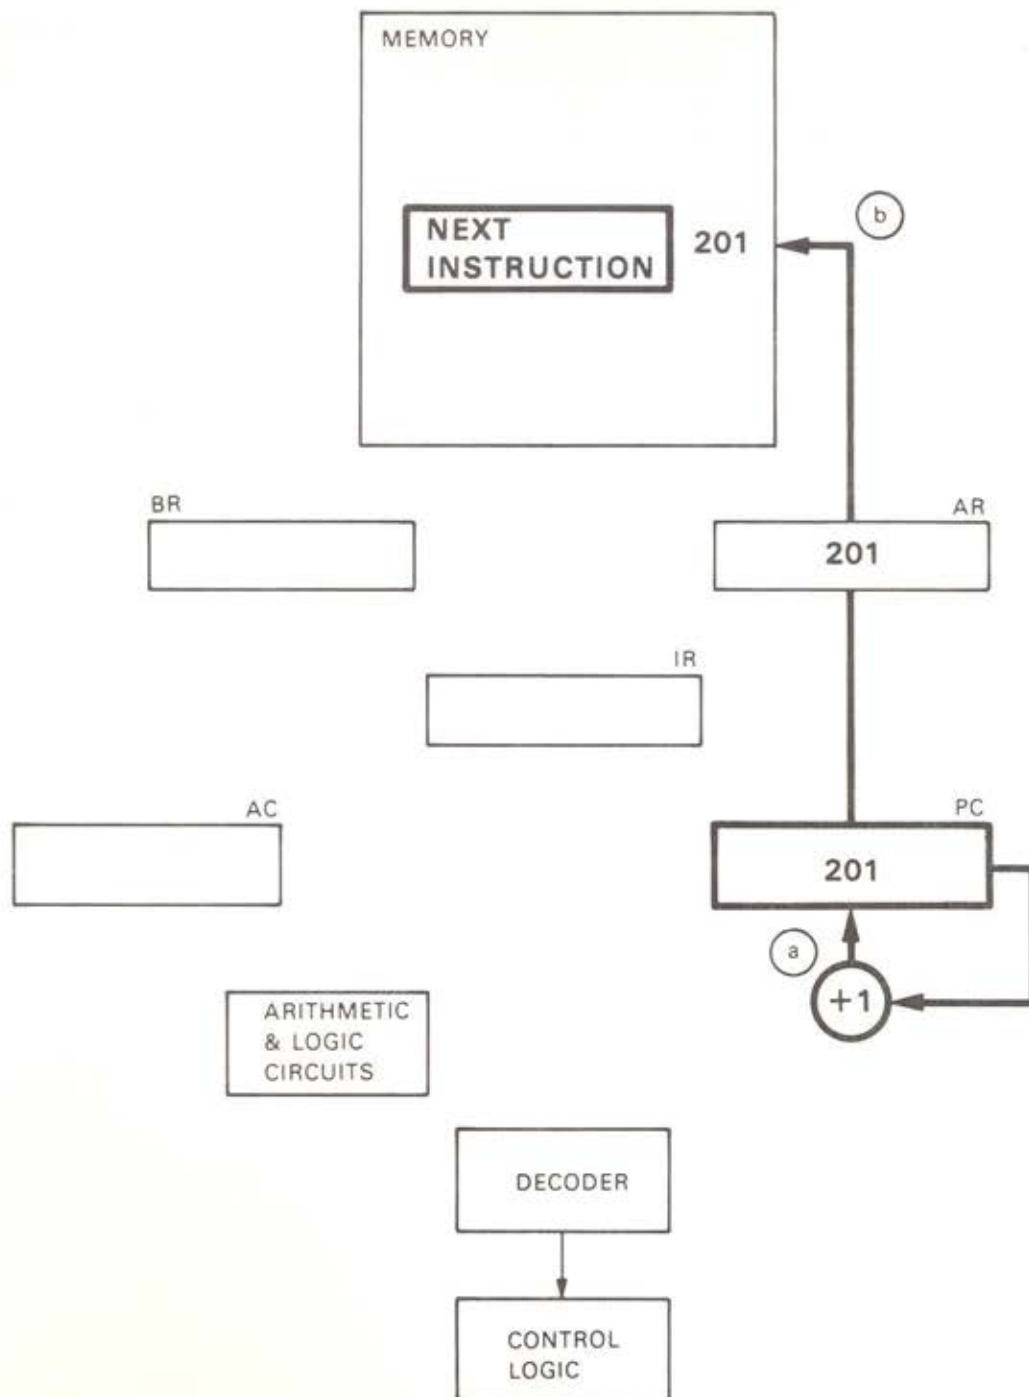 MEMORY
NEXT
INSTRUCTION
201
b
BR
AR
201
IR
AC
PC
201
a
+1
ARITHMETIC
& LOGIC
CIRCUITS
DECODER
CONTROL
LOGIC